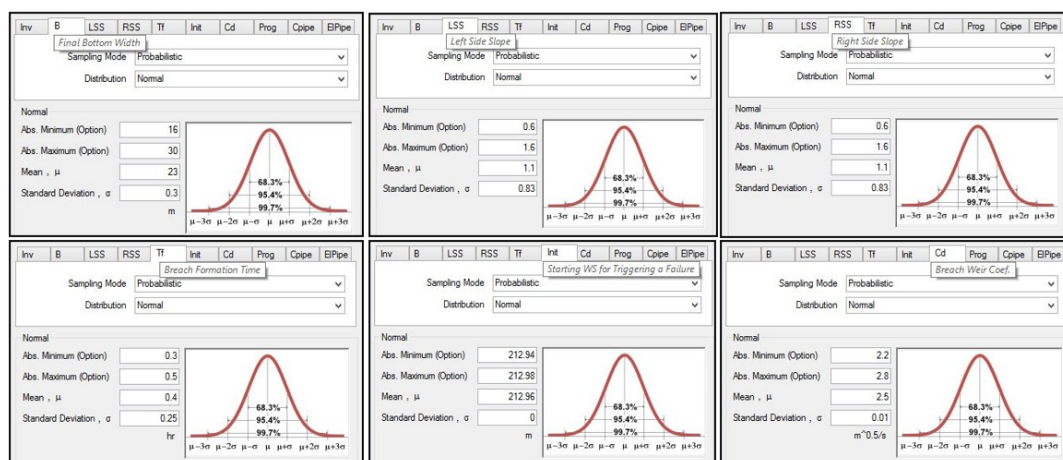 Inv B LSS RSS Tf Init Cd Prog Cpipe ElPipe
Final Bottom Width
Sampling Mode Probabilistic
Distribution Normal
Normal
Abs. Minimum (Option) 16
Abs. Maximum (Option) 30
Mean , μ 23
Standard Deviation , σ 0.3
m
68.3%
95.4%
99.7%
μ-3σ μ-2σ μ-σ μ μ+σ μ+2σ μ+3σ
Inv B LSS RSS Tf Init Cd Prog Cpipe ElPipe
Left Side Slope
Sampling Mode Probabilistic
Distribution Normal
Normal
Abs. Minimum (Option) 0.6
Abs. Maximum (Option) 1.6
Mean , μ 1.1
Standard Deviation , σ 0.83
68.3%
95.4%
99.7%
μ-3σ μ-2σ μ-σ μ μ+σ μ+2σ μ+3σ
Inv B LSS RSS Tf Init Cd Prog Cpipe ElPipe
Right Side Slope
Sampling Mode Probabilistic
Distribution Normal
Normal
Abs. Minimum (Option) 0.6
Abs. Maximum (Option) 1.6
Mean , μ 1.1
Standard Deviation , σ 0.83
68.3%
95.4%
99.7%
μ-3σ μ-2σ μ-σ μ μ+σ μ+2σ μ+3σ
Inv B LSS RSS Tf Init Cd Prog Cpipe ElPipe
Breach Formation Time
Sampling Mode Probabilistic
Distribution Normal
Normal
Abs. Minimum (Option) 0.3
Abs. Maximum (Option) 0.5
Mean , μ 0.4
Standard Deviation , σ 0.25
hr
68.3%
95.4%
99.7%
μ-3σ μ-2σ μ-σ μ μ+σ μ+2σ μ+3σ
Inv B LSS RSS Tf Init Cd Prog Cpipe ElPipe
Starting WS for Triggering a Failure
Sampling Mode Probabilistic
Distribution Normal
Normal
Abs. Minimum (Option) 212.94
Abs. Maximum (Option) 212.98
Mean , μ 212.96
Standard Deviation , σ 0
m
68.3%
95.4%
99.7%
μ-3σ μ-2σ μ-σ μ μ+σ μ+2σ μ+3σ
Inv B LSS RSS Tf Init Cd Prog Cpipe ElPipe
Breach Weir Coef.
Sampling Mode Probabilistic
Distribution Normal
Normal
Abs. Minimum (Option) 2.2
Abs. Maximum (Option) 2.8
Mean , μ 2.5
Standard Deviation , σ 0.01
m^0.5/s
68.3%
95.4%
99.7%
μ-3σ μ-2σ μ-σ μ μ+σ μ+2σ μ+3σ